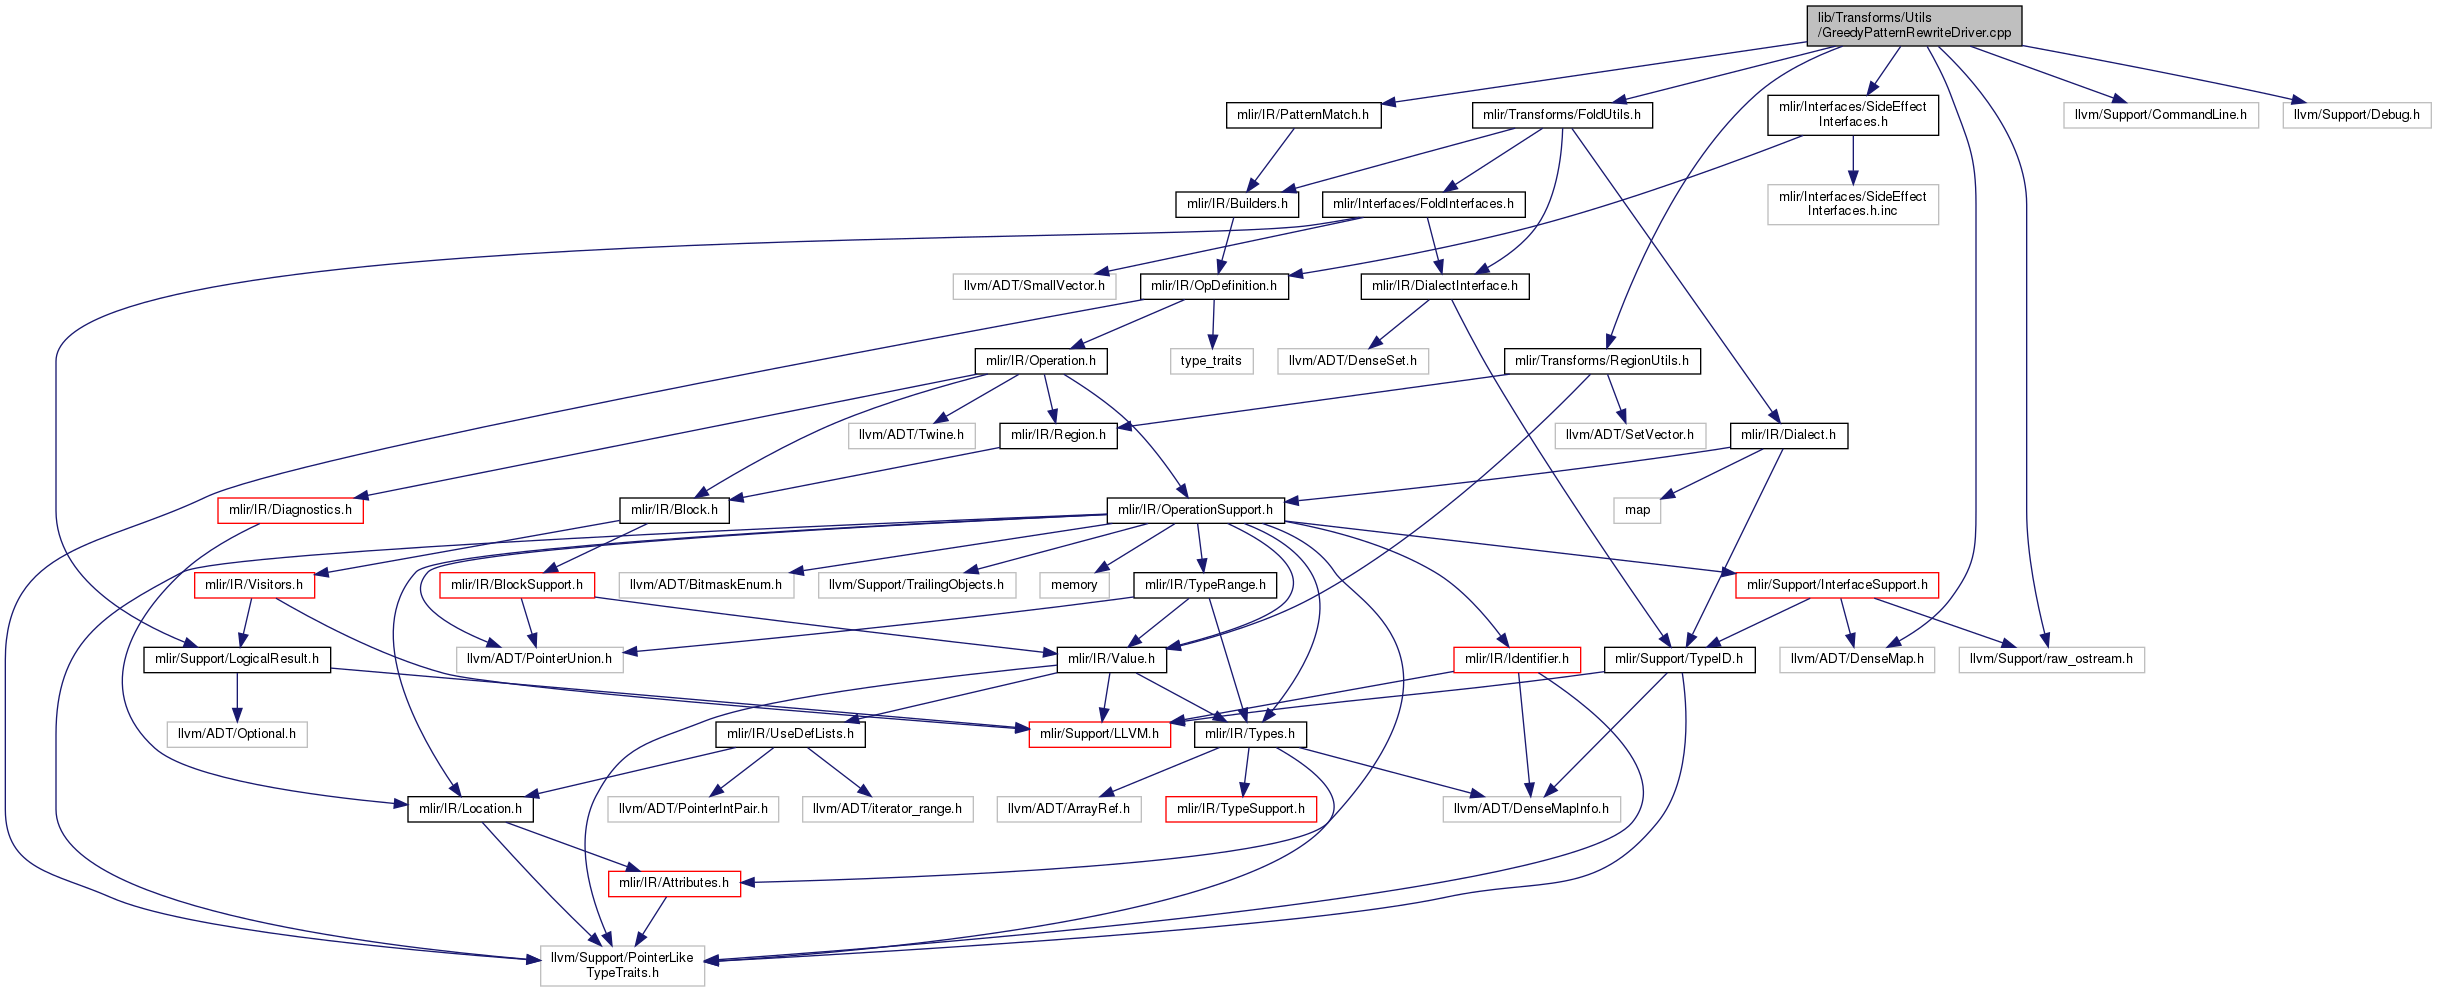 lib/Transforms/Utils
/GreedyPatternRewriteDriver.cpp
mlir/IR/PatternMatch.h
mlir/Transforms/FoldUtils.h
mlir/Interfaces/SideEffect
Interfaces.h
llvm/Support/CommandLine.h
llvm/Support/Debug.h
mlir/IR/Builders.h
mlir/Interfaces/FoldInterfaces.h
mlir/Interfaces/SideEffect
Interfaces.h.inc
llvm/ADT/SmallVector.h
mlir/IR/OpDefinition.h
mlir/IR/DialectInterface.h
mlir/IR/Operation.h
type_traits
llvm/ADT/DenseSet.h
mlir/Transforms/RegionUtils.h
llvm/ADT/Twine.h
mlir/IR/Region.h
llvm/ADT/SetVector.h
mlir/IR/Dialect.h
mlir/IR/Diagnostics.h
mlir/IR/Block.h
mlir/IR/OperationSupport.h
map
mlir/IR/Visitors.h
mlir/IR/BlockSupport.h
llvm/ADT/BitmaskEnum.h
llvm/Support/TrailingObjects.h
memory
mlir/IR/TypeRange.h
mlir/Support/InterfaceSupport.h
mlir/Support/LogicalResult.h
llvm/ADT/PointerUnion.h
mlir/IR/Value.h
mlir/IR/Identifier.h
mlir/Support/TypeID.h
llvm/ADT/DenseMap.h
llvm/Support/raw_ostream.h
llvm/ADT/Optional.h
mlir/IR/UseDefLists.h
mlir/Support/LLVM.h
mlir/IR/Types.h
mlir/IR/Location.h
llvm/ADT/PointerIntPair.h
llvm/ADT/iterator_range.h
llvm/ADT/ArrayRef.h
mlir/IR/TypeSupport.h
llvm/ADT/DenseMapInfo.h
mlir/IR/Attributes.h
llvm/Support/PointerLike
TypeTraits.h